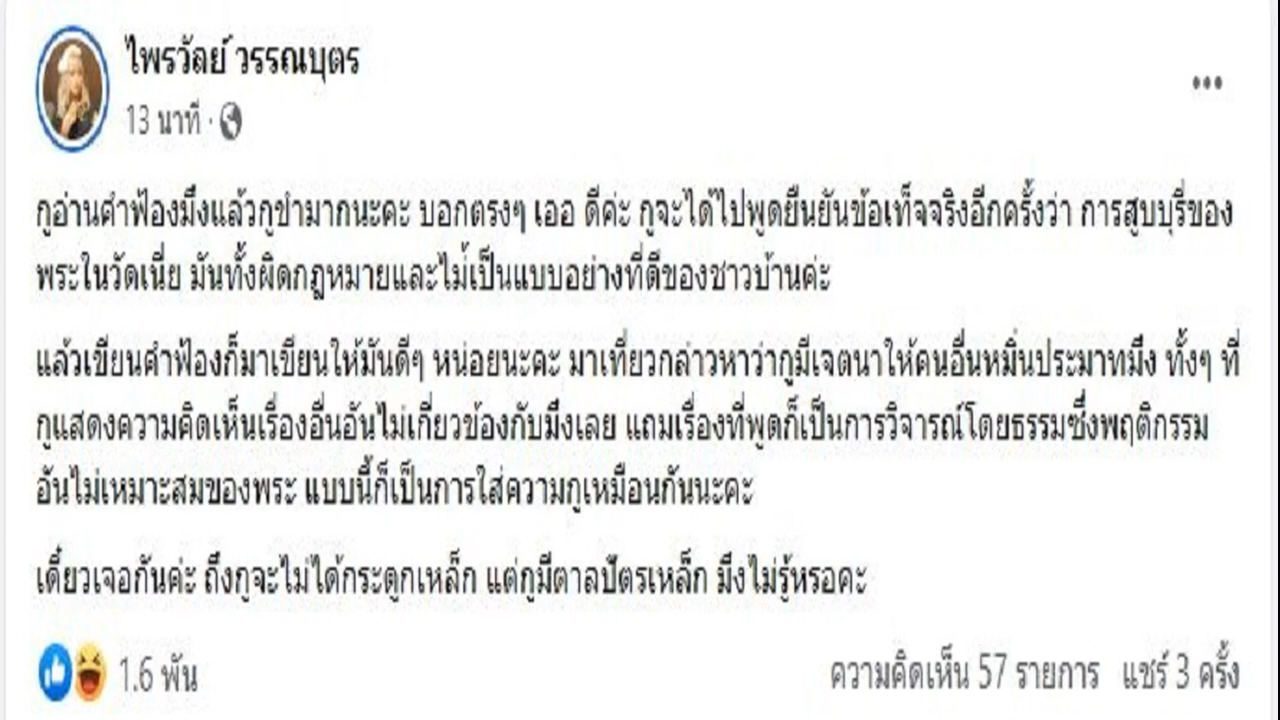 ไพรวัลย์ วรรณบุตร
13 นาที ·
กูอ่านคำฟ้องมึงแล้วกูขำมากนะคะ บอกตรงๆ เออ ดีค่ะ กูจะได้ไปพูดยืนยันข้อเท็จจริงอีกครั้งว่า การสูบบุรี่ของ
พระในวัดเนี่ย มันทั้งผิดกฎหมายและไม่เป็นแบบอย่างที่ดีของชาวบ้านค่ะ
แล้วเขียนคำฟ้องก็มาเขียนให้มันดีๆ หน่อยนะคะ มาเที่ยวกล่าวหาว่ากูมีเจตนาให้คนอื่นหมิ่นประมาทมึง ทั้งๆ ที่
กูแสดงความคิดเห็นเรื่องอื่นอันไม่เกี่ยวข้องกับมึงเลย แถมเรื่องที่พูดก็เป็นการวิจารณ์โดยธรรมซึ่งพฤติกรรม
อันไม่เหมาะสมของพระ แบบนี้ก็เป็นการใส่ความกูเหมือนกันนะคะ
เดี๋ยวเจอกันค่ะ ถึงกูจะไม่ได้กระดูกเหล็ก แต่กูมีตาลปัตรเหล็ก มึงไม่รู้หรอคะ
1.6 พัน ความคิดเห็น 57 รายการ แชร์ 3 ครั้ง